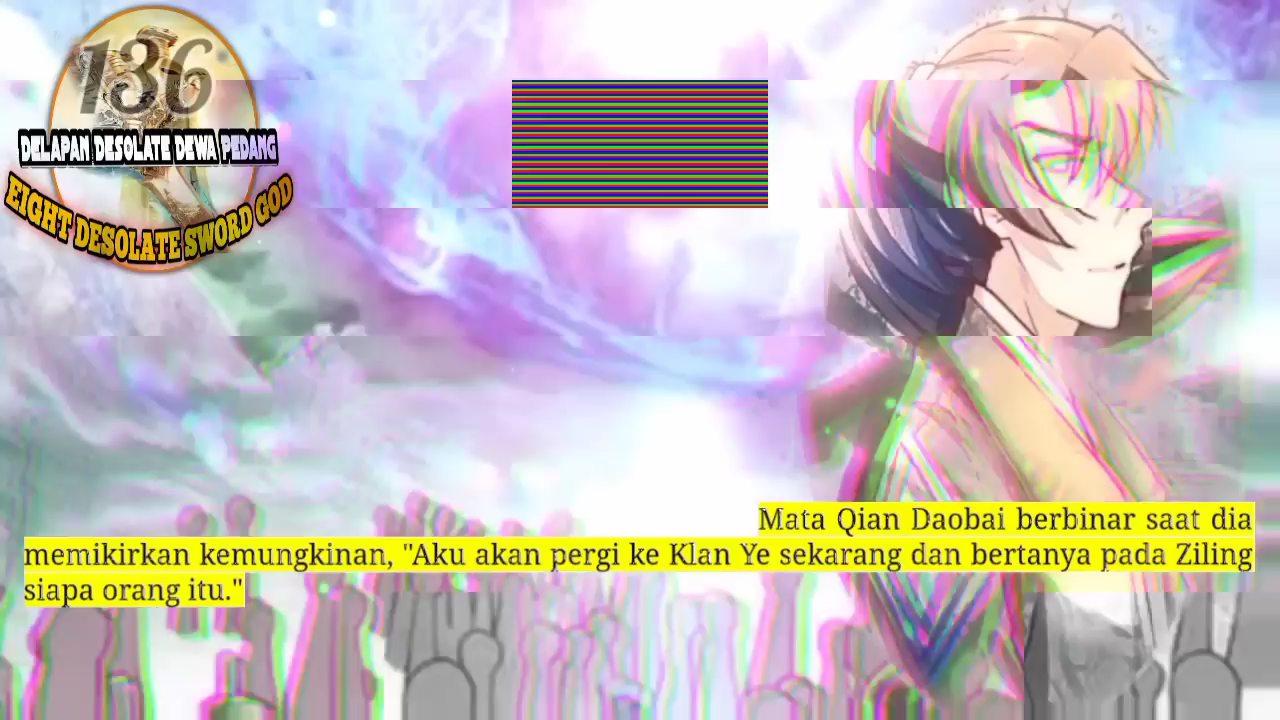 136
DELAPAN DESOLATE DEWA PEDANG
EIGHT DESOLATE SWORD GOD
Mata Qian Daobai berbinar saat dia
memikirkan kemungkinan, "Aku akan pergi ke Klan Ye sekarang dan bertanya pada Ziling
siapa orang itu."